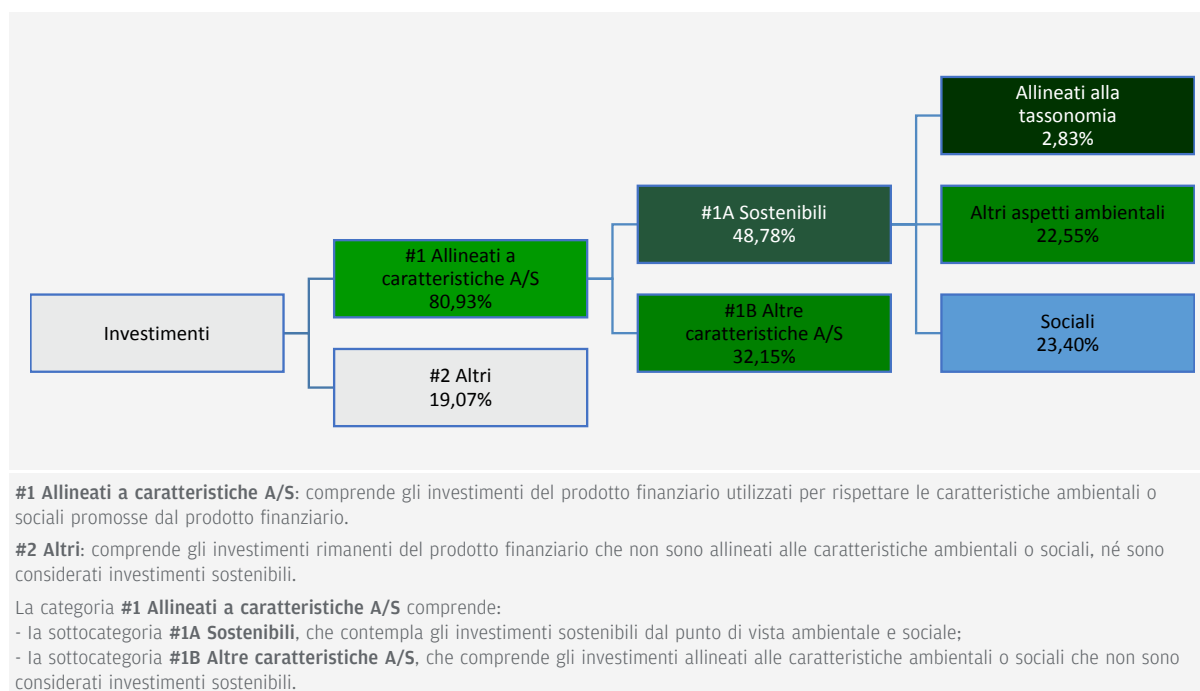 Allineati alla
tassonomia
2,83%
#1A Sostenibili
48,78%
Altri aspetti ambientali
22,55%
#1 Allineati a
caratteristiche A/S
80,93%
Investimenti
#1B Altre
caratteristiche A/S
32,15%
Sociali
23,40%
#2 Altri
19,07%
#1 Allineati a caratteristiche A/S: comprende gli investimenti del prodotto finanziario utilizzati per rispettare le caratteristiche ambientali o
sociali promosse dal prodotto finanziario.
#2 Altri: comprende gli investimenti rimanenti del prodotto finanziario che non sono allineati alle caratteristiche ambientali o sociali, né sono
considerati investimenti sostenibili.
La categoria #1 Allineati a caratteristiche A/S comprende:
- la sottocategoria #1A Sostenibili, che contempla gli investimenti sostenibili dal punto di vista ambientale e sociale;
- la sottocategoria #1B Altre caratteristiche A/S, che comprende gli investimenti allineati alle caratteristiche ambientali o sociali che non sono
considerati investimenti sostenibili.